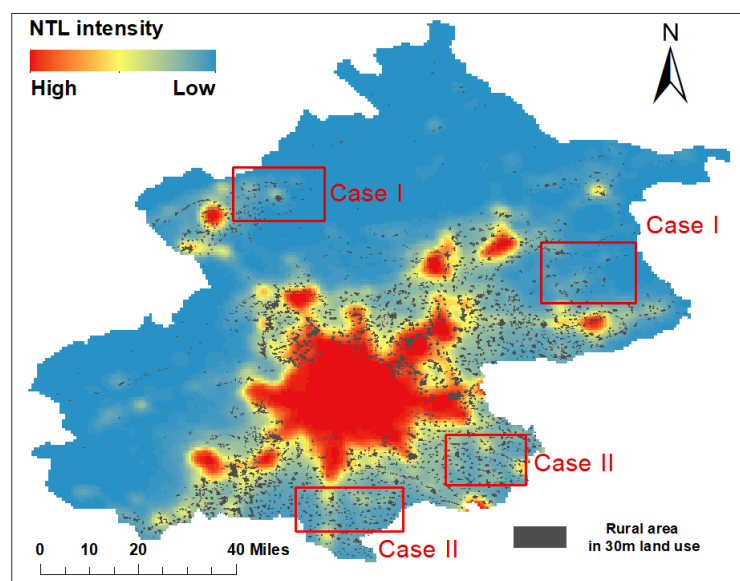 NTL intensity
High Low
N
Case I
Case I
Case II
Case II
0 10 20 40 Miles
Rural area
in 30m land use